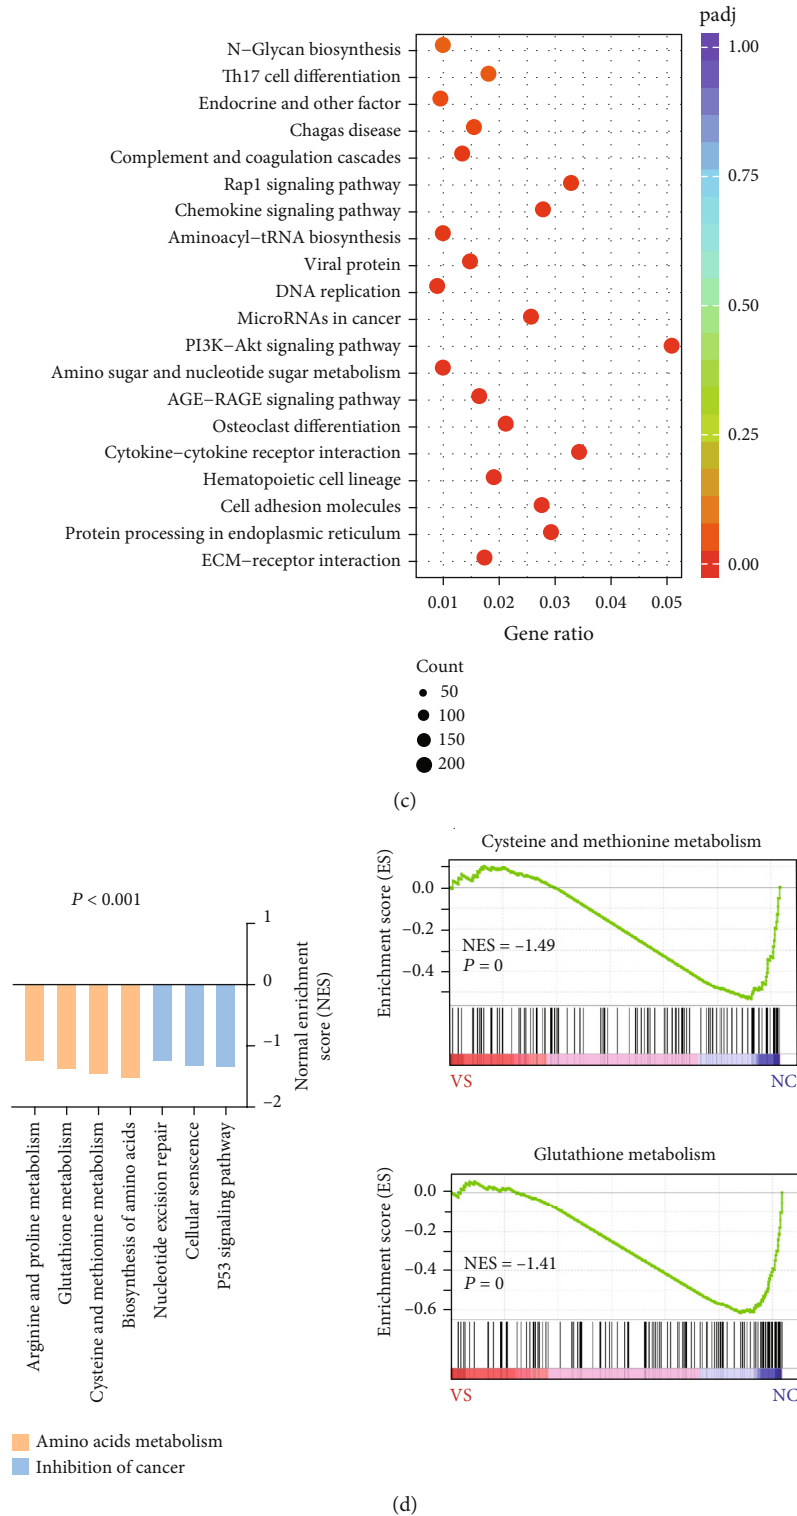 padj
N−Glycan biosynthesis
Th17 cell differentiation
Endocrine and other factor
Chagas disease
Complement and coagulation cascades
Rap1 signaling pathway
Chemokine signaling pathway
Aminoacyl−tRNA biosynthesis
Viral protein
DNA replication
MicroRNAs in cancer
PI3K−Akt signaling pathway
Amino sugar and nucleotide sugar metabolism
AGE−RAGE signaling pathway
Osteoclast differentiation
Cytokine−cytokine receptor interaction
Hematopoietic cell lineage
Cell adhesion molecules
Protein processing in endoplasmic reticulum
ECM−receptor interaction
1.00
0.75
0.50
0.25
0.00
0.01 0.02 0.03 0.04 0.05
Gene ratio
Count
50
100
150
200
(c)
P < 0.001
1
0
−1
−2
Normal enrichment
score (NES)
Arginine and proline metabolism
Glutathione metabolism
Cysteine and methionine metabolism
Biosynthesis of amino acids
Nucleotide excision repair
Cellular senscence
P53 signaling pathway
Amino acids metabolism
Inhibition of cancer
Cysteine and methionine metabolism
Enrichment score (ES)
0.0
−0.2
−0.4
NES = −1.49
P = 0
VS NC
Glutathione metabolism
Enrichment score (ES)
0.0
−0.2
−0.4
−0.6
NES = −1.41
P = 0
VS NC
(d)